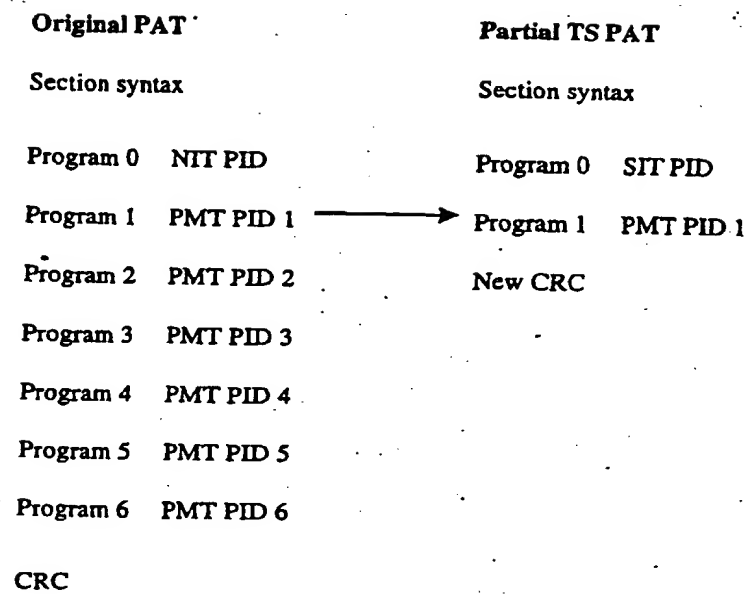 Original PAT
Section syntax
Program 0 NIT PID
Program 1 PMT PID 1
Program 2 PMT PID 2
Program 3 PMT PID 3
Program 4 PMT PID 4
Program 5 PMT PID 5
Program 6 PMT PID 6
CRC
Partial TS PAT
Section syntax
Program 0 SIT PID
Program 1 PMT PID 1
New CRC